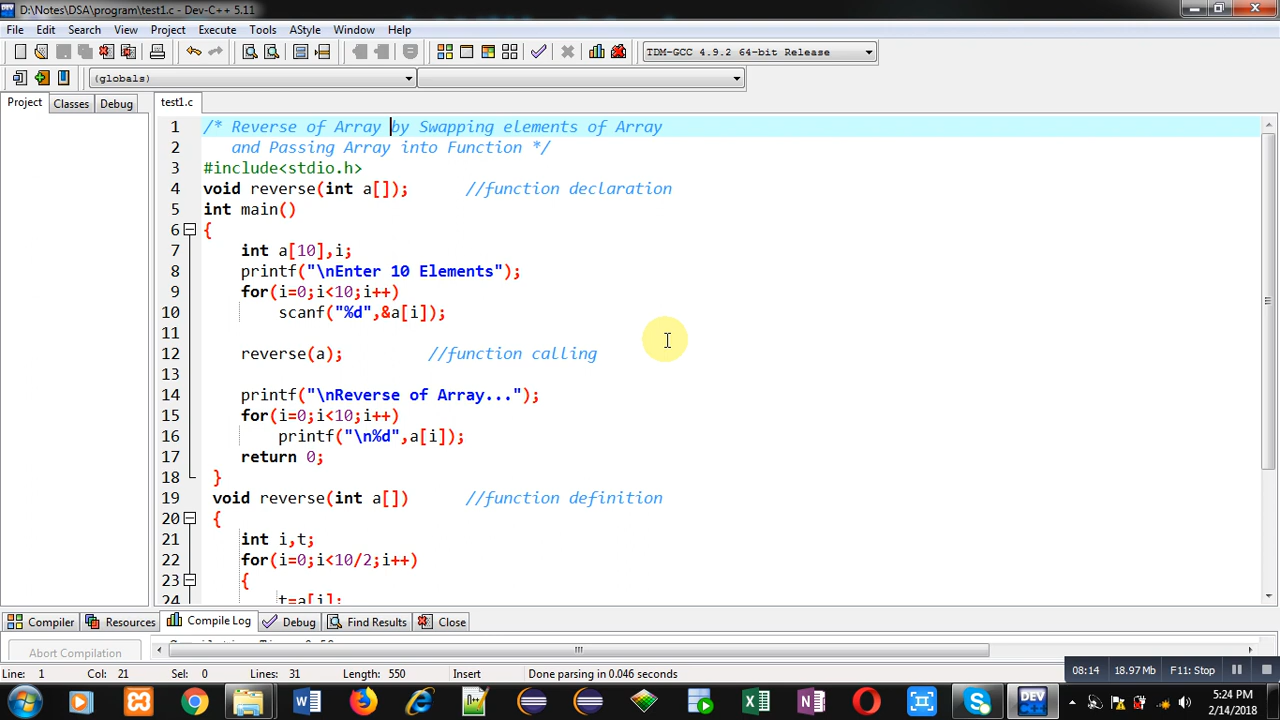 D:\Notes\DSA\program\test1.c - Dev-C++ 5.11
File Edit Search View Project Execute Tools AStyle Window Help
TDM-GCC 4.9.2 64-bit Release
(globals)
Project Classes Debug test1.c
1 /* Reverse of Array by Swapping elements of Array
2 and Passing Array into Function */
3 #include<stdio.h>
4 void reverse(int a[]); //function declaration
5 int main()
6 {
7 int a[10],i;
8 printf("\nEnter 10 Elements");
9 for(i=0;i<10;i++)
10 scanf("%d",&a[i]);
11
12 reverse(a); //function calling
13
14 printf("\nReverse of Array...");
15 for(i=0;i<10;i++)
16 printf("\n%d",a[i]);
17 return 0;
18 }
19 void reverse(int a[]) //function definition
20 {
21 int i,t;
22 for(i=0;i<10/2;i++)
23 {
24 t=a[i];
Compiler Resources Compile Log Debug Find Results Close
Abort Compilation
Line: 1 Col: 21 Sel: 0 Lines: 31 Length: 550 Insert Done parsing in 0.046 seconds
08:14 18.97 Mb F11: Stop
DEV
5:24 PM
2/14/2018